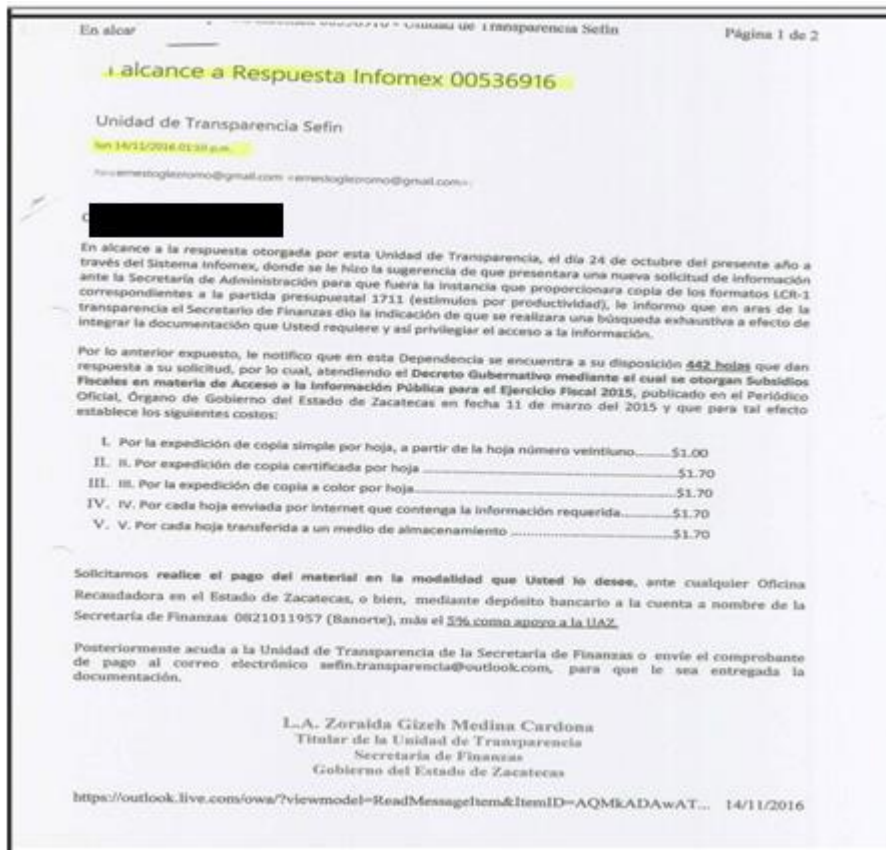 En alcan
Unidad de Transparencia Sefin
Página 1 de 2
alcance a Respuesta Infomex 00536916
Unidad de Transparencia Sefin
lun 14/11/2016 01:10 p.m.
ernestoglezromo@gmail.com <ernestoglezromo@gmail.com>;
C
En alcance a la respuesta otorgada por esta Unidad de Transparencia, el día 24 de octubre del presente año a
través del Sistema Infomex, donde se le hizo la sugerencia de que presentara una nueva solicitud de información
ante la Secretaría de Administración para que fuera la instancia que proporcionara copia de los formatos LCR-1
correspondientes a la partida presupuestal 1711 (estímulos por productividad), le informo que en aras de la
transparencia el Secretario de Finanzas dio la indicación de que se realizara una búsqueda exhaustiva a efecto de
integrar la documentación que Usted requiere y así privilegiar el acceso a la información.
Por lo anterior expuesto, le notifico que en esta Dependencia se encuentra a su disposición 442 hojas que dan
respuesta a su solicitud, por lo cual, atendiendo el Decreto Gubernativo mediante el cual se otorgan Subsidios
Fiscales en materia de Acceso a la Información Pública para el Ejercicio Fiscal 2015, publicado en el Periódico
Oficial, Órgano de Gobierno del Estado de Zacatecas en fecha 11 de marzo del 2015 y que para tal efecto
establece los siguientes costos:
I. Por la expedición de copia simple por hoja, a partir de la hoja número veintiuno.........$1.00
II. II. Por expedición de copia certificada por hoja ..........$1.70
III. III. Por la expedición de copia a color por hoja..........$1.70
IV. IV. Por cada hoja enviada por internet que contenga la información requerida..........$1.70
V. V. Por cada hoja transferida a un medio de almacenamiento ..........$1.70
Solicitamos realice el pago del material en la modalidad que Usted lo desee, ante cualquier Oficina
Recaudadora en el Estado de Zacatecas, o bien, mediante depósito bancario a la cuenta a nombre de la
Secretaría de Finanzas 0821011957 (Banorte), más el 5% como apoyo a la UAZ.
Posteriormente acuda a la Unidad de Transparencia de la Secretaría de Finanzas o envíe el comprobante
de pago al correo electrónico sefin.transparencia@outlook.com, para que le sea entregada la
documentación.
L.A. Zoraida Gizeh Medina Cardona
Titular de la Unidad de Transparencia
Secretaría de Finanzas
Gobierno del Estado de Zacatecas
https://outlook.live.com/owa/?viewmodel=ReadMessageItem&ItemID=AQMkADAwAT... 14/11/2016